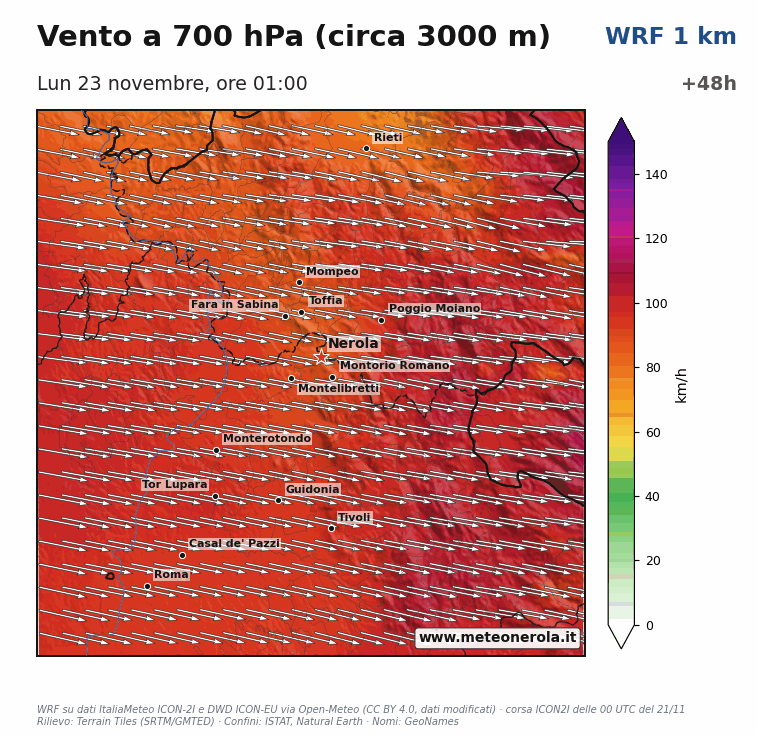 Vento a 700 hPa (circa 3000 m)
WRF 1 km
Lun 23 novembre, ore 01:00
+48h
Rieti
Mompeo
Toffia
Fara in Sabina
Poggio Moiano
Nerola
Montorio Romano
Montelibretti
Monterotondo
Tor Lupara
Guidonia
Tivoli
Casal de' Pazzi
Roma
www.meteonerola.it
140
120
100
80
60
40
20
0
km/h
WRF su dati ItaliaMeteo ICON-2I e DWD ICON-EU via Open-Meteo (CC BY 4.0, dati modificati) · corsa ICON2I delle 00 UTC del 21/11
Rilievo: Terrain Tiles (SRTM/GMTED) · Confini: ISTAT, Natural Earth · Nomi: GeoNames